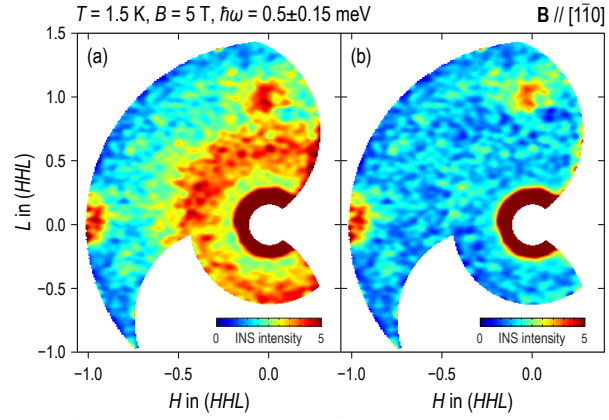 T = 1.5 K, B = 5 T, ħω = 0.5±0.15 meV B // [11̄0]
(a) (b)
1.5
1.0
0.5
0.0
-0.5
-1.0
L in (HHL)
INS intensity INS intensity
0 5 0 5
-1.0 -0.5 0.0 -1.0 -0.5 0.0
H in (HHL) H in (HHL)